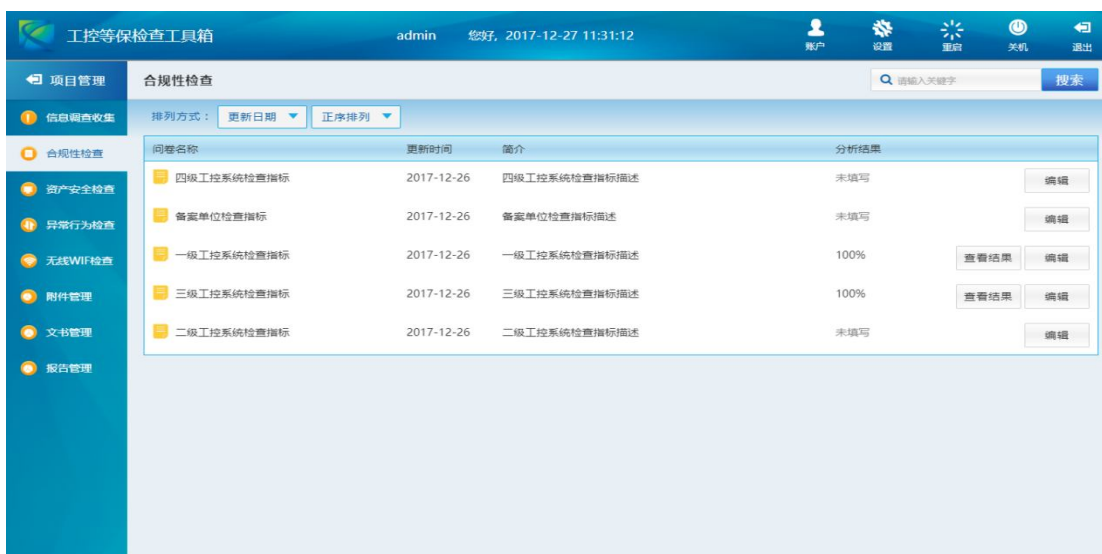 工控等保检查工具箱 admin 您好, 2017-12-27 11:31:12 账户 设置 重启 关机 退出
项目管理 合规性检查 请输入关键字 搜索
信息调查收集 排列方式： 更新日期 正序排列
合规性检查 问卷名称 更新时间 简介 分析结果
四级工控系统检查指标 2017-12-26 四级工控系统检查指标描述 未填写 编辑
资产安全检查
备案单位检查指标 2017-12-26 备案单位检查指标描述 未填写 编辑
异常行为检查
一级工控系统检查指标 2017-12-26 一级工控系统检查指标描述 100% 查看结果 编辑
无线WIF检查
三级工控系统检查指标 2017-12-26 三级工控系统检查指标描述 100% 查看结果 编辑
附件管理
二级工控系统检查指标 2017-12-26 二级工控系统检查指标描述 未填写 编辑
文书管理
报告管理